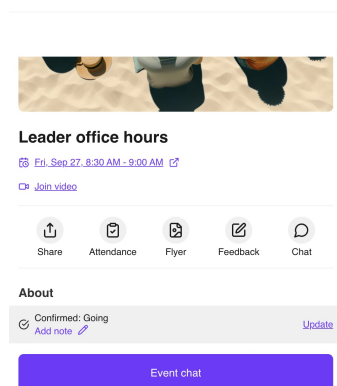 Leader office hours
Fri, Sep 27, 8:30 AM - 9:00 AM
Join video
Share Attendance Flyer Feedback Chat
About
Confirmed: Going
Add note
Update
Event chat